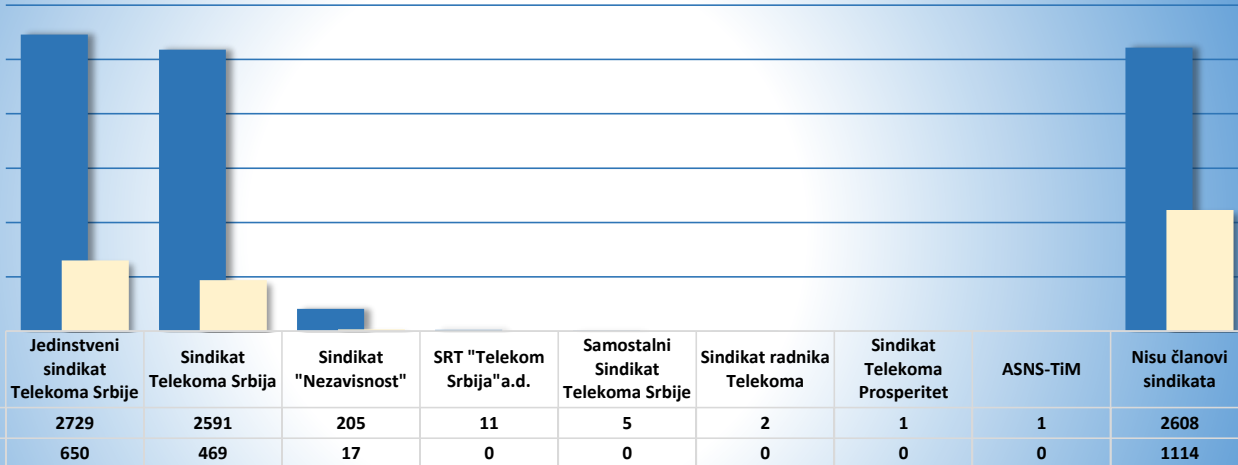 Jedinstveni
sindikat
Telekoma Srbije
Sindikat
Telekoma Srbija
Sindikat
"Nezavisnost"
SRT "Telekom
Srbija"a.d.
Samostalni
Sindikat
Telekoma Srbije
Sindikat radnika
Telekoma
Sindikat
Telekoma
Prosperitet
ASNS-TiM
Nisu članovi
sindikata
2729 2591 205 11 5 2 1 1 2608
650 469 17 0 0 0 0 0 1114